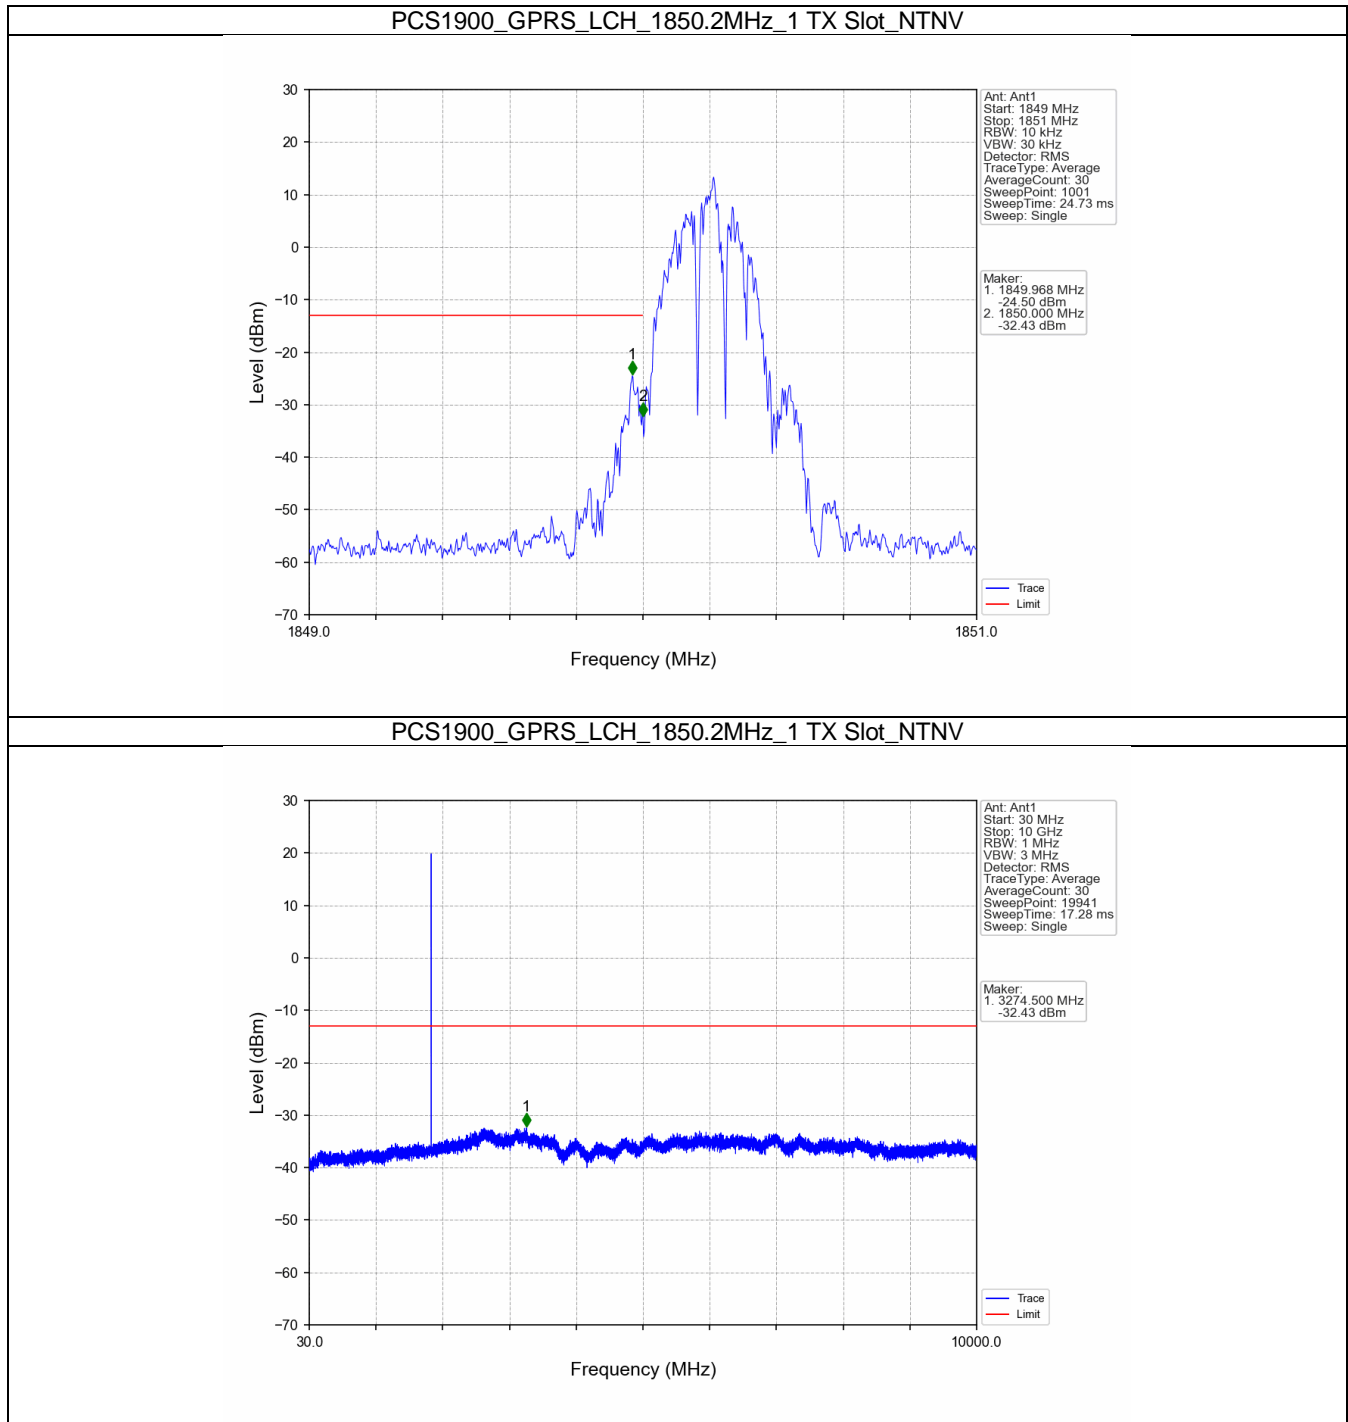 PCS1900_GPRS_LCH_1850.2MHz_1 TX Slot_NTNV
30
20
10
0
−10
−20
−30
−40
−50
−60
−70
Level (dBm)
1849.0
1851.0
Frequency (MHz)
1
2
Ant: Ant1
Start: 1849 MHz
Stop: 1851 MHz
RBW: 10 kHz
VBW: 30 kHz
Detector: RMS
TraceType: Average
AverageCount: 30
SweepPoint: 1001
SweepTime: 24.73 ms
Sweep: Single
Maker:
1. 1849.968 MHz
-24.50 dBm
2. 1850.000 MHz
-32.43 dBm
Trace
Limit
PCS1900_GPRS_LCH_1850.2MHz_1 TX Slot_NTNV
30
20
10
0
−10
−20
−30
−40
−50
−60
−70
Level (dBm)
30.0
10000.0
Frequency (MHz)
1
Ant: Ant1
Start: 30 MHz
Stop: 10 GHz
RBW: 1 MHz
VBW: 3 MHz
Detector: RMS
TraceType: Average
AverageCount: 30
SweepPoint: 19941
SweepTime: 17.28 ms
Sweep: Single
Maker:
1. 3274.500 MHz
-32.43 dBm
Trace
Limit